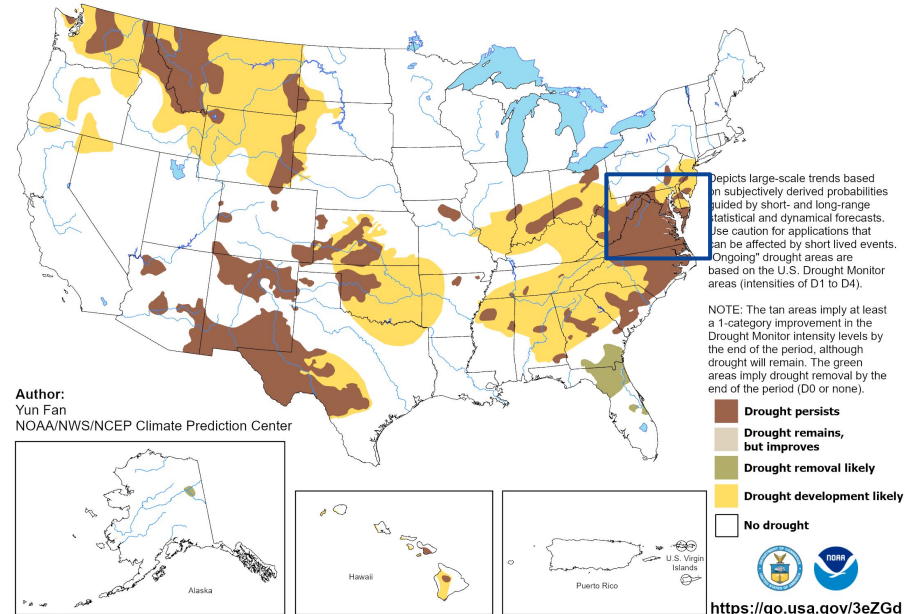 Depicts large-scale trends based
on subjectively derived probabilities
guided by short- and long-range
statistical and dynamical forecasts.
Use caution for applications that
can be affected by short lived events.
"Ongoing" drought areas are
based on the U.S. Drought Monitor
areas (intensities of D1 to D4).
NOTE: The tan areas imply at least
a 1-category improvement in the
Drought Monitor intensity levels by
the end of the period, although
drought will remain. The green
areas imply drought removal by the
end of the period (D0 or none).
Author:
Yun Fan
NOAA/NWS/NCEP Climate Prediction Center
Drought persists
Drought remains,
but improves
Drought removal likely
Drought development likely
No drought
Alaska
Hawaii
Puerto Rico
U.S. Virgin
Islands
NOAA
https://go.usa.gov/3eZGd